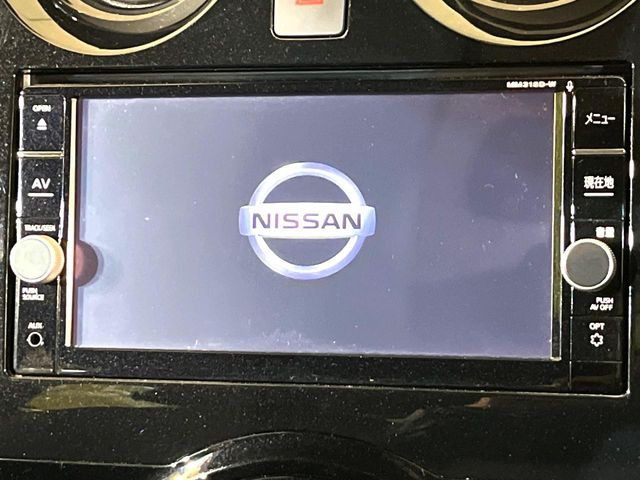 MM318D-W
OPEN
AV
TRACK/SEEK
PUSH
SOURCE
AUX
NISSAN
メニュー
現在地
音量
PUSH
AV OFF
OPT